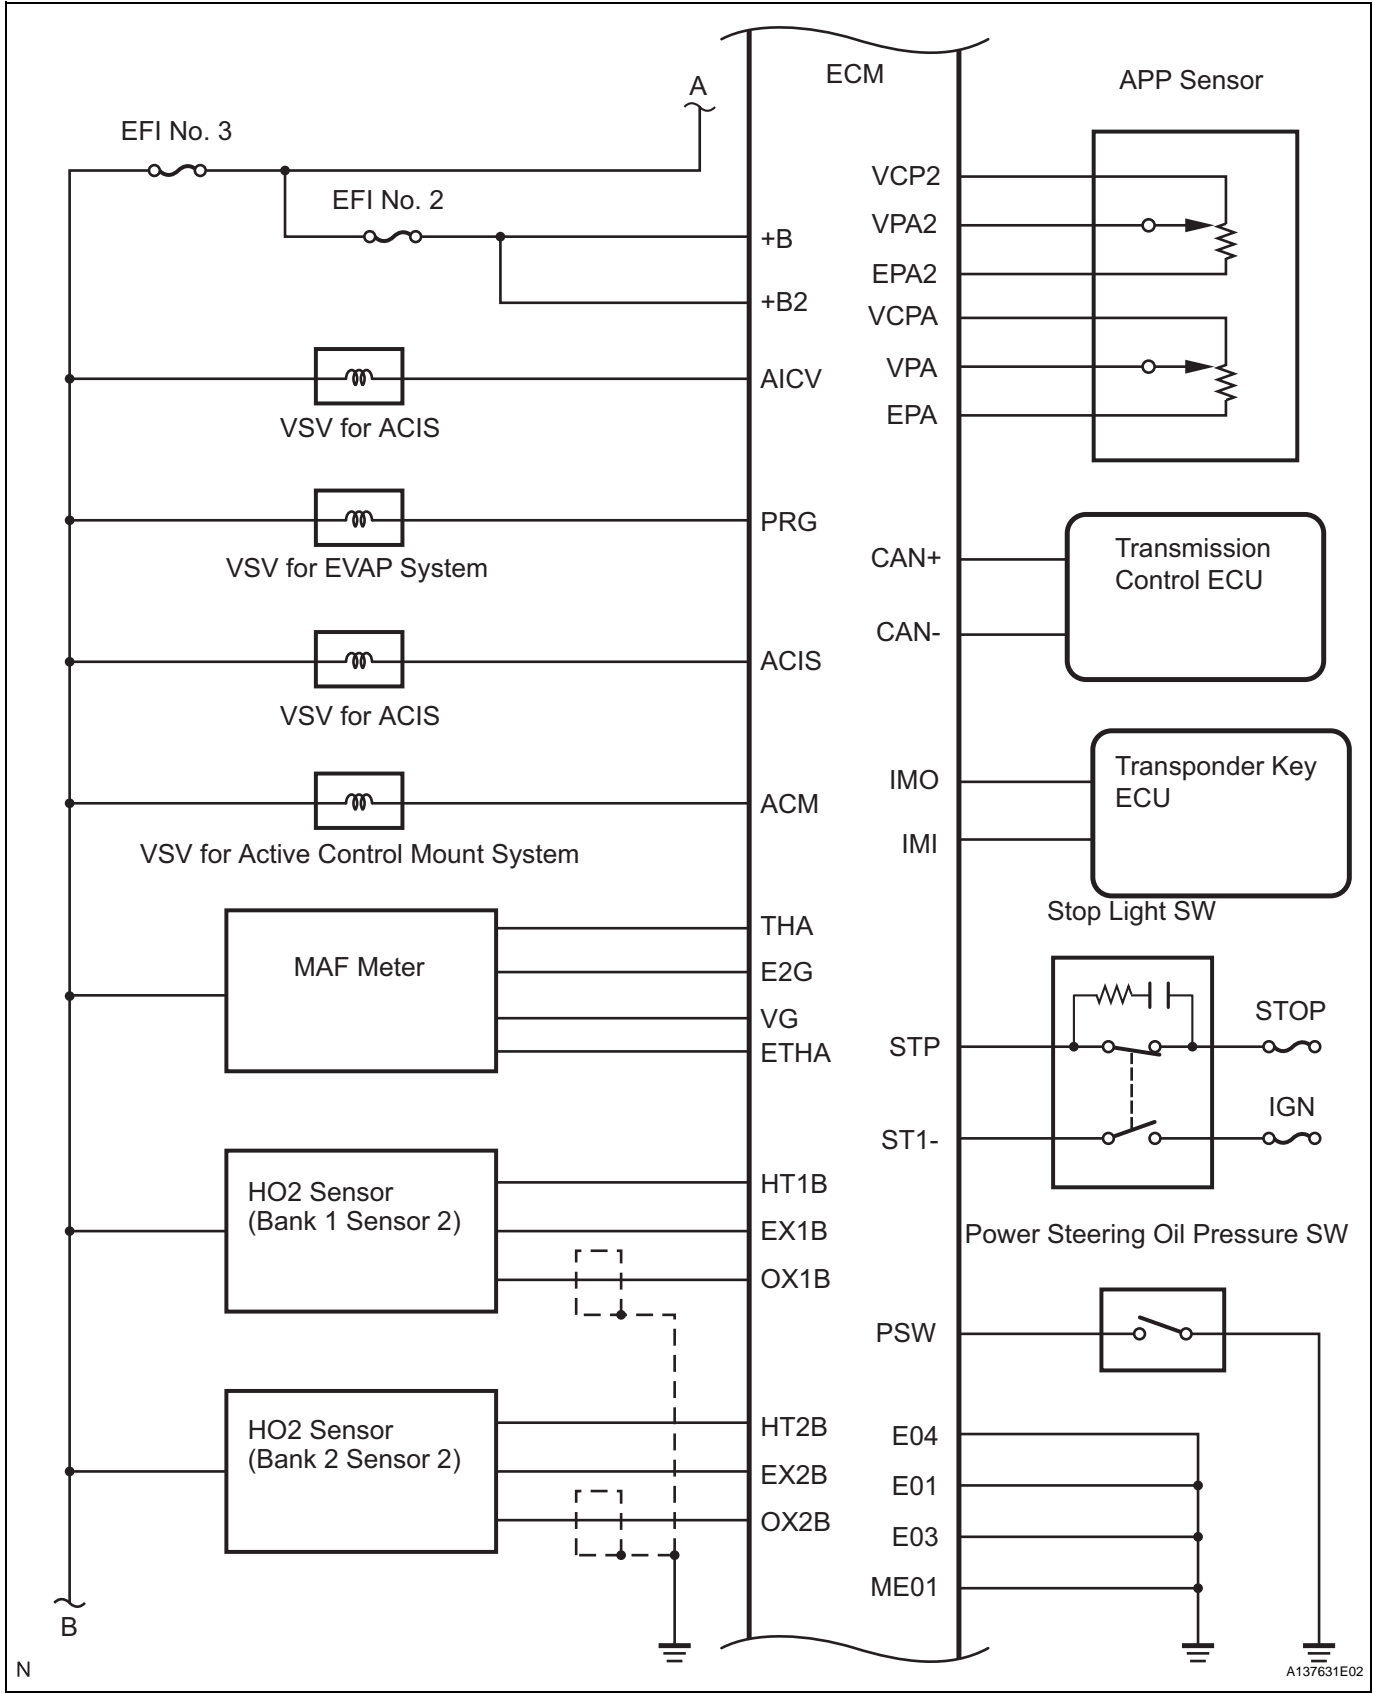 ECM
APP Sensor
A
EFI No. 3
EFI No. 2
+B
+B2
VSV for ACIS
AICV
VSV for EVAP System
PRG
VSV for ACIS
ACIS
VSV for Active Control Mount System
ACM
MAF Meter
THA
E2G
VG
ETHA
HO2 Sensor
(Bank 1 Sensor 2)
HT1B
EX1B
OX1B
HO2 Sensor
(Bank 2 Sensor 2)
HT2B
EX2B
OX2B
B
VCP2
VPA2
EPA2
VCPA
VPA
EPA
CAN+
CAN-
Transmission
Control ECU
IMO
IMI
Transponder Key
ECU
Stop Light SW
STP
STOP
ST1-
IGN
Power Steering Oil Pressure SW
PSW
E04
E01
E03
ME01
N
A137631E02